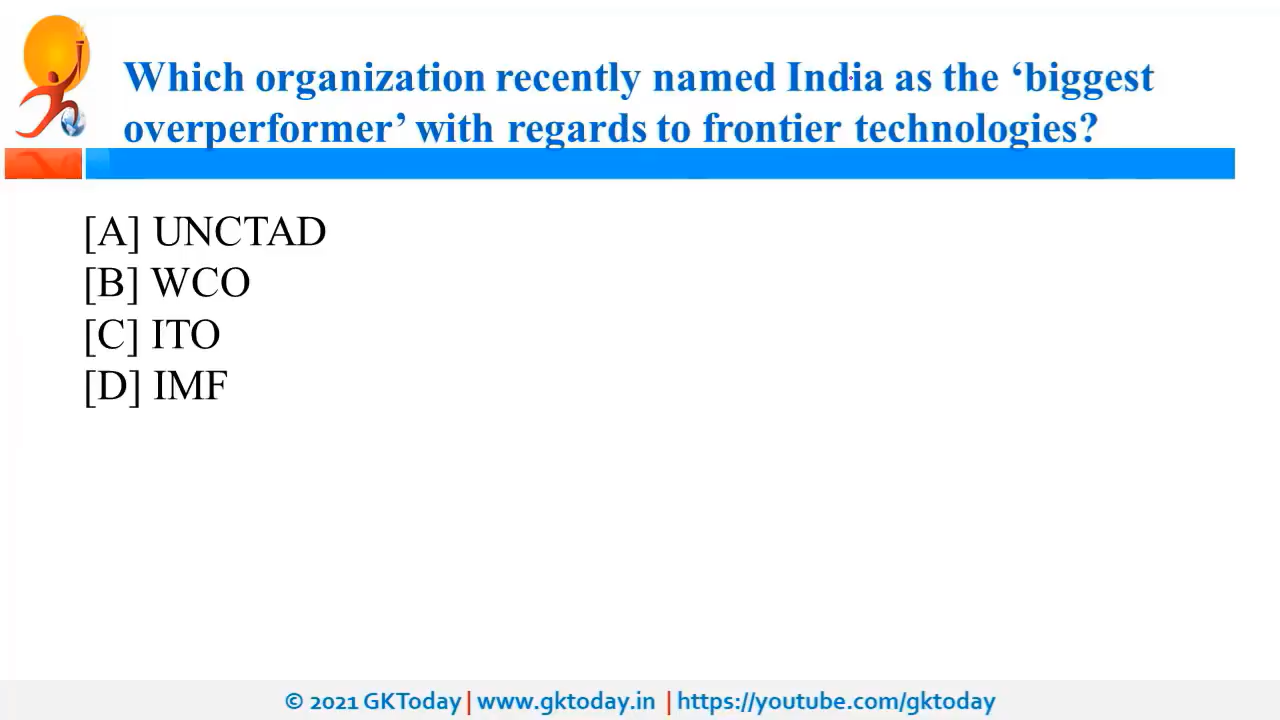 Which organization recently named India as the ‘biggest
overperformer’ with regards to frontier technologies?
[A] UNCTAD
[B] WCO
[C] ITO
[D] IMF
© 2021 GKToday | www.gktoday.in | https://youtube.com/gktoday